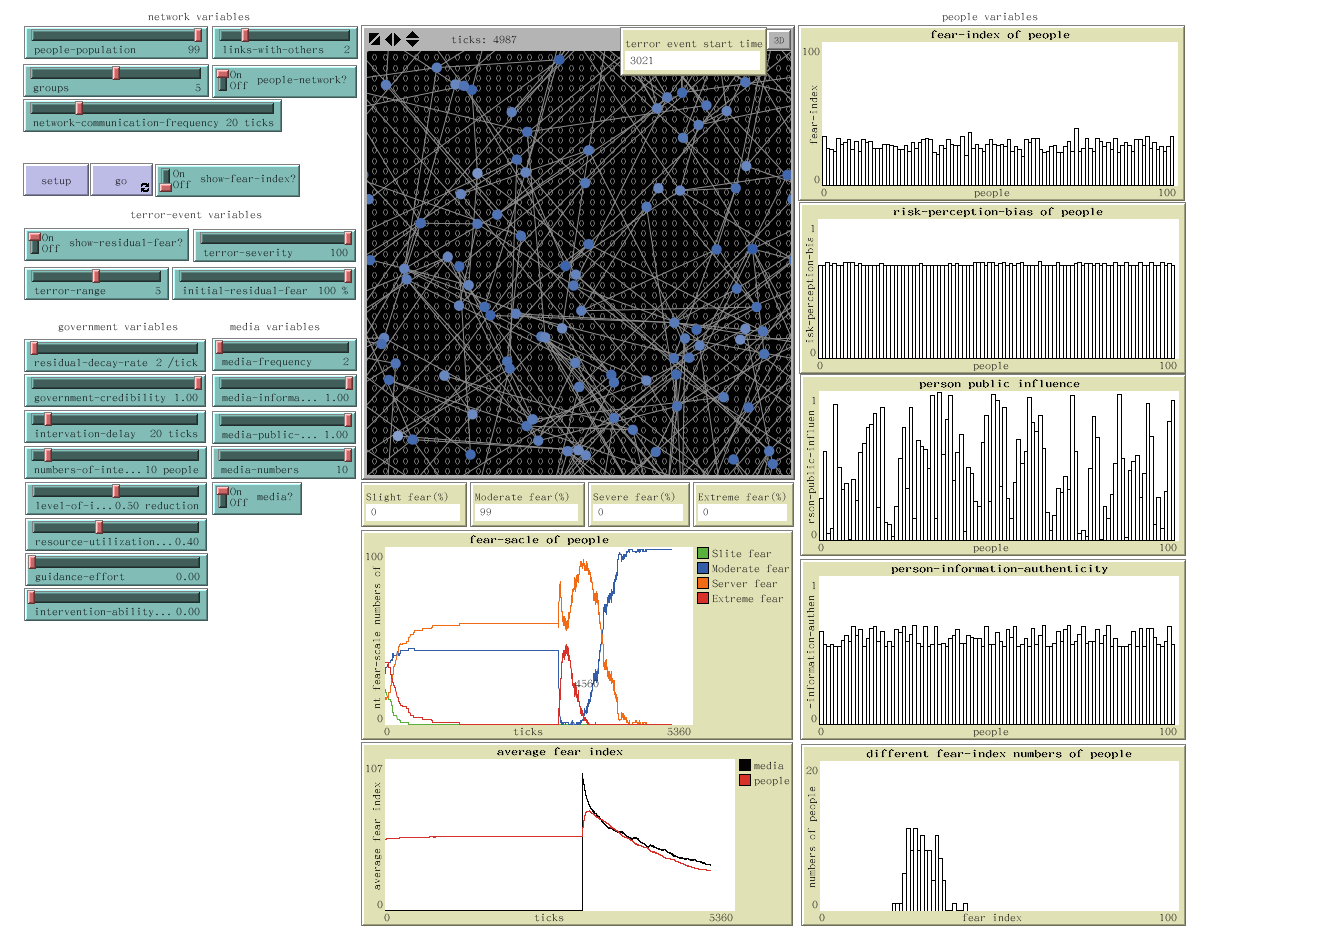 network variables
people-population 99
links-with-others 2
groups 5
On
Off
people-network?
network-communication-frequency 20 ticks
setup
go
On
Off
show-fear-index?
terror-event variables
On
Off
show-residual-fear?
terror-severity 100
terror-range 5
initial-residual-fear 100 %
government variables
media variables
residual-decay-rate 2 /tick
media-frequency 2
government-credibility 1.00
media-informa... 1.00
intervation-delay 20 ticks
media-public-... 1.00
numbers-of-inte... 10 people
media-numbers 10
level-of-i... 0.50 reduction
On
Off
media?
resource-utilization... 0.40
guidance-effort 0.00
intervention-ability... 0.00
ticks: 4987
3D
terror event start time
3021
Slight fear(%)
0
Moderate fear(%)
99
Severe fear(%)
0
Extreme fear(%)
0
fear-sacle of people
100
nt fear-scale numbers of
0
0
ticks
5360
4560
Slite fear
Moderate fear
Server fear
Extreme fear
average fear index
107
average fear index
0
0
ticks
5360
media
people
people variables
fear-index of people
100
fear-index
0
0
people
100
risk-perception-bias of people
1
isk-perception-bis
0
0
people
100
person public influence
1
rson-public-influen
0
0
people
100
person-information-authenticity
1
-information-authen
0
0
people
100
different fear-index numbers of people
20
numbers of people
0
0
fear index
100